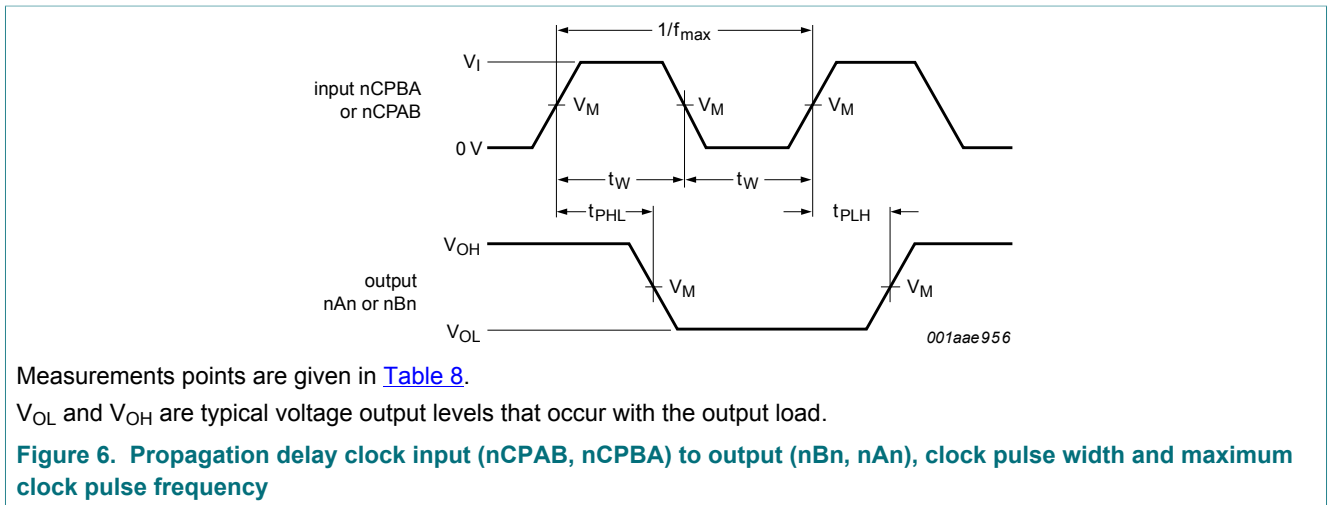 1/fmax
VI
input nCPBA
or nCPAB
VM
VM
VM
0 V
tW
tW
tPHL
tPLH
VOH
output
nAn or nBn
VM
VM
VOL
001aae956
Measurements points are given in Table 8.
VOL and VOH are typical voltage output levels that occur with the output load.
Figure 6. Propagation delay clock input (nCPAB, nCPBA) to output (nBn, nAn), clock pulse width and maximum
clock pulse frequency